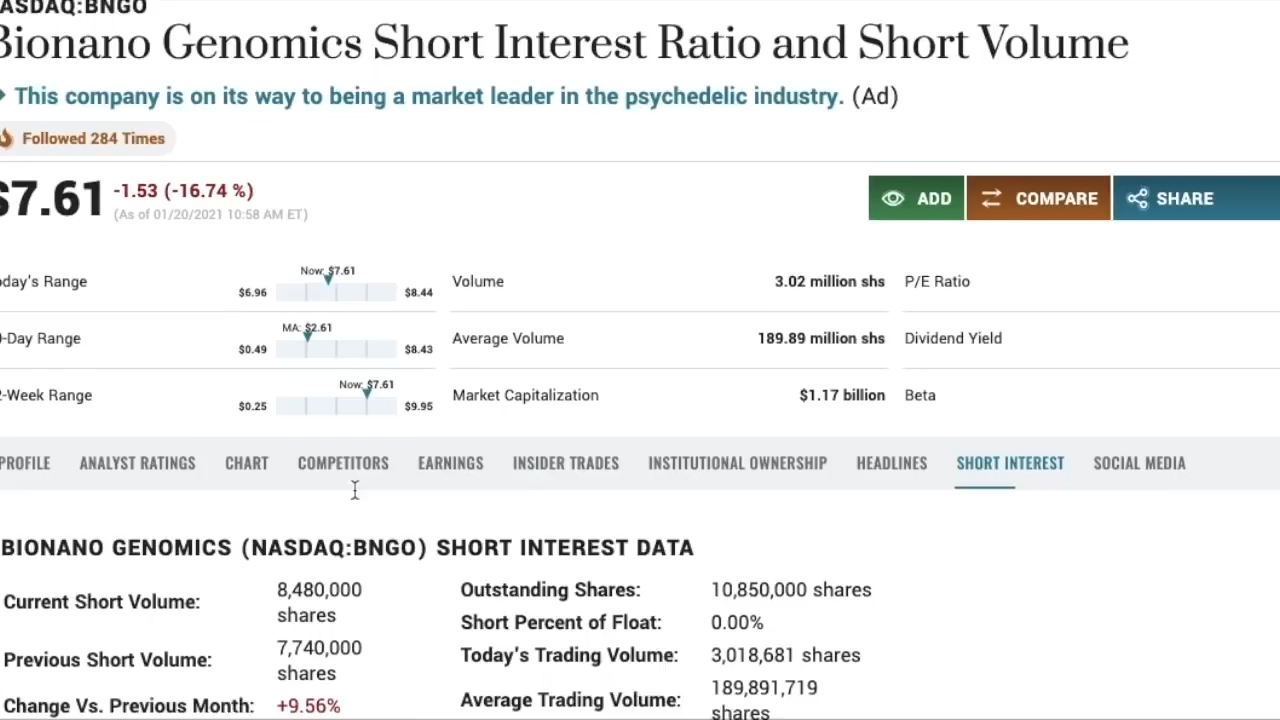 ASDAQ:BNGO
Bionano Genomics Short Interest Ratio and Short Volume
This company is on its way to being a market leader in the psychedelic industry. (Ad)
Followed 284 Times
$7.61
-1.53 (-16.74 %)
(As of 01/20/2021 10:58 AM ET)
ADD
COMPARE
SHARE
oday's Range
Now: $7.61
$6.96
$8.44
Volume
3.02 million shs
P/E Ratio
-Day Range
MA: $2.61
$0.49
$8.43
Average Volume
189.89 million shs
Dividend Yield
2-Week Range
Now: $7.61
$0.25
$9.95
Market Capitalization
$1.17 billion
Beta
PROFILE ANALYST RATINGS CHART COMPETITORS EARNINGS INSIDER TRADES INSTITUTIONAL OWNERSHIP HEADLINES SHORT INTEREST SOCIAL MEDIA
BIONANO GENOMICS (NASDAQ:BNGO) SHORT INTEREST DATA
Current Short Volume:
8,480,000
shares
Previous Short Volume:
7,740,000
shares
Change Vs. Previous Month:
+9.56%
Outstanding Shares:
10,850,000 shares
Short Percent of Float:
0.00%
Today's Trading Volume:
3,018,681 shares
Average Trading Volume:
189,891,719
shares